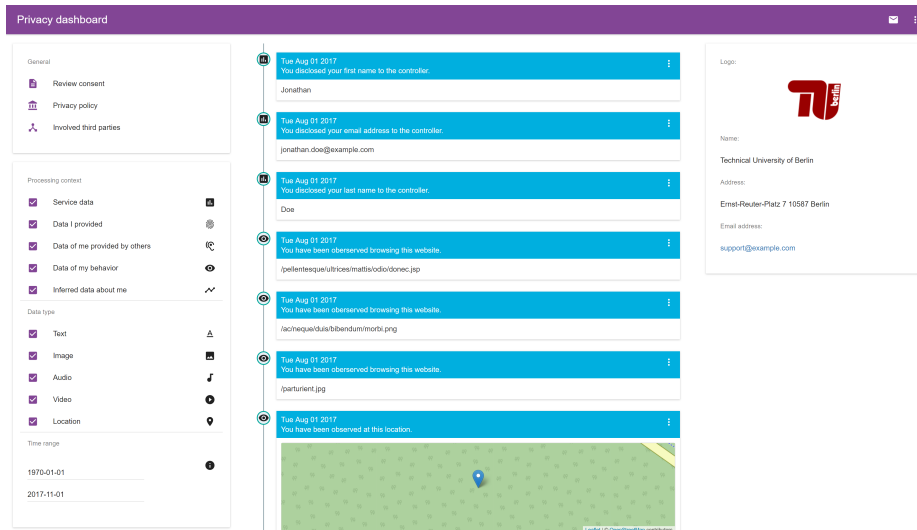 Privacy dashboard
General
Review consent
Privacy policy
Involved third parties
Processing context
Service data
Data I provided
Data of me provided by others
Data of my behavior
Inferred data about me
Data type
Text
Image
Audio
Video
Location
Time range
1970-01-01
2017-11-01
Tue Aug 01 2017
You disclosed your first name to the controller.
Jonathan
Tue Aug 01 2017
You disclosed your email address to the controller.
jonathan.doe@example.com
Tue Aug 01 2017
You disclosed your last name to the controller.
Doe
Tue Aug 01 2017
You have been oberserved browsing this website.
/pellentesque/ultrices/mattis/odio/donec.jsp
Tue Aug 01 2017
You have been oberserved browsing this website.
/ac/neque/duis/bibendum/morbi.png
Tue Aug 01 2017
You have been oberserved browsing this website.
/parturient.jpg
Tue Aug 01 2017
You have been observed at this location.
Logo:
berlin
Name:
Technical University of Berlin
Address:
Ernst-Reuter-Platz 7 10587 Berlin
Email address:
support@example.com